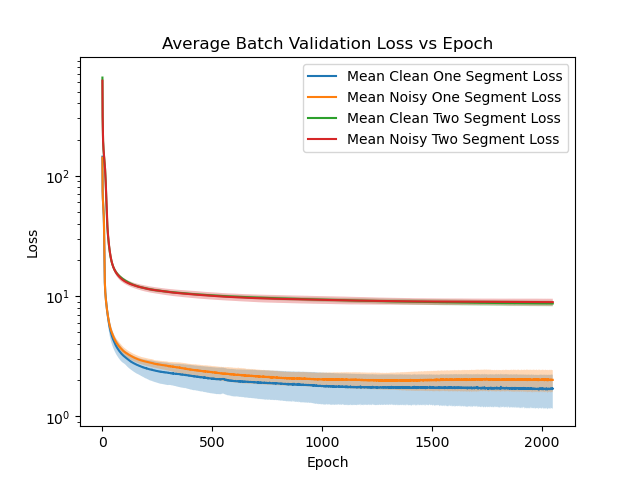 Average Batch Validation Loss vs Epoch
Mean Clean One Segment Loss
Mean Noisy One Segment Loss
Mean Clean Two Segment Loss
Mean Noisy Two Segment Loss
10²
10¹
10⁰
Loss
0 500 1000 1500 2000
Epoch